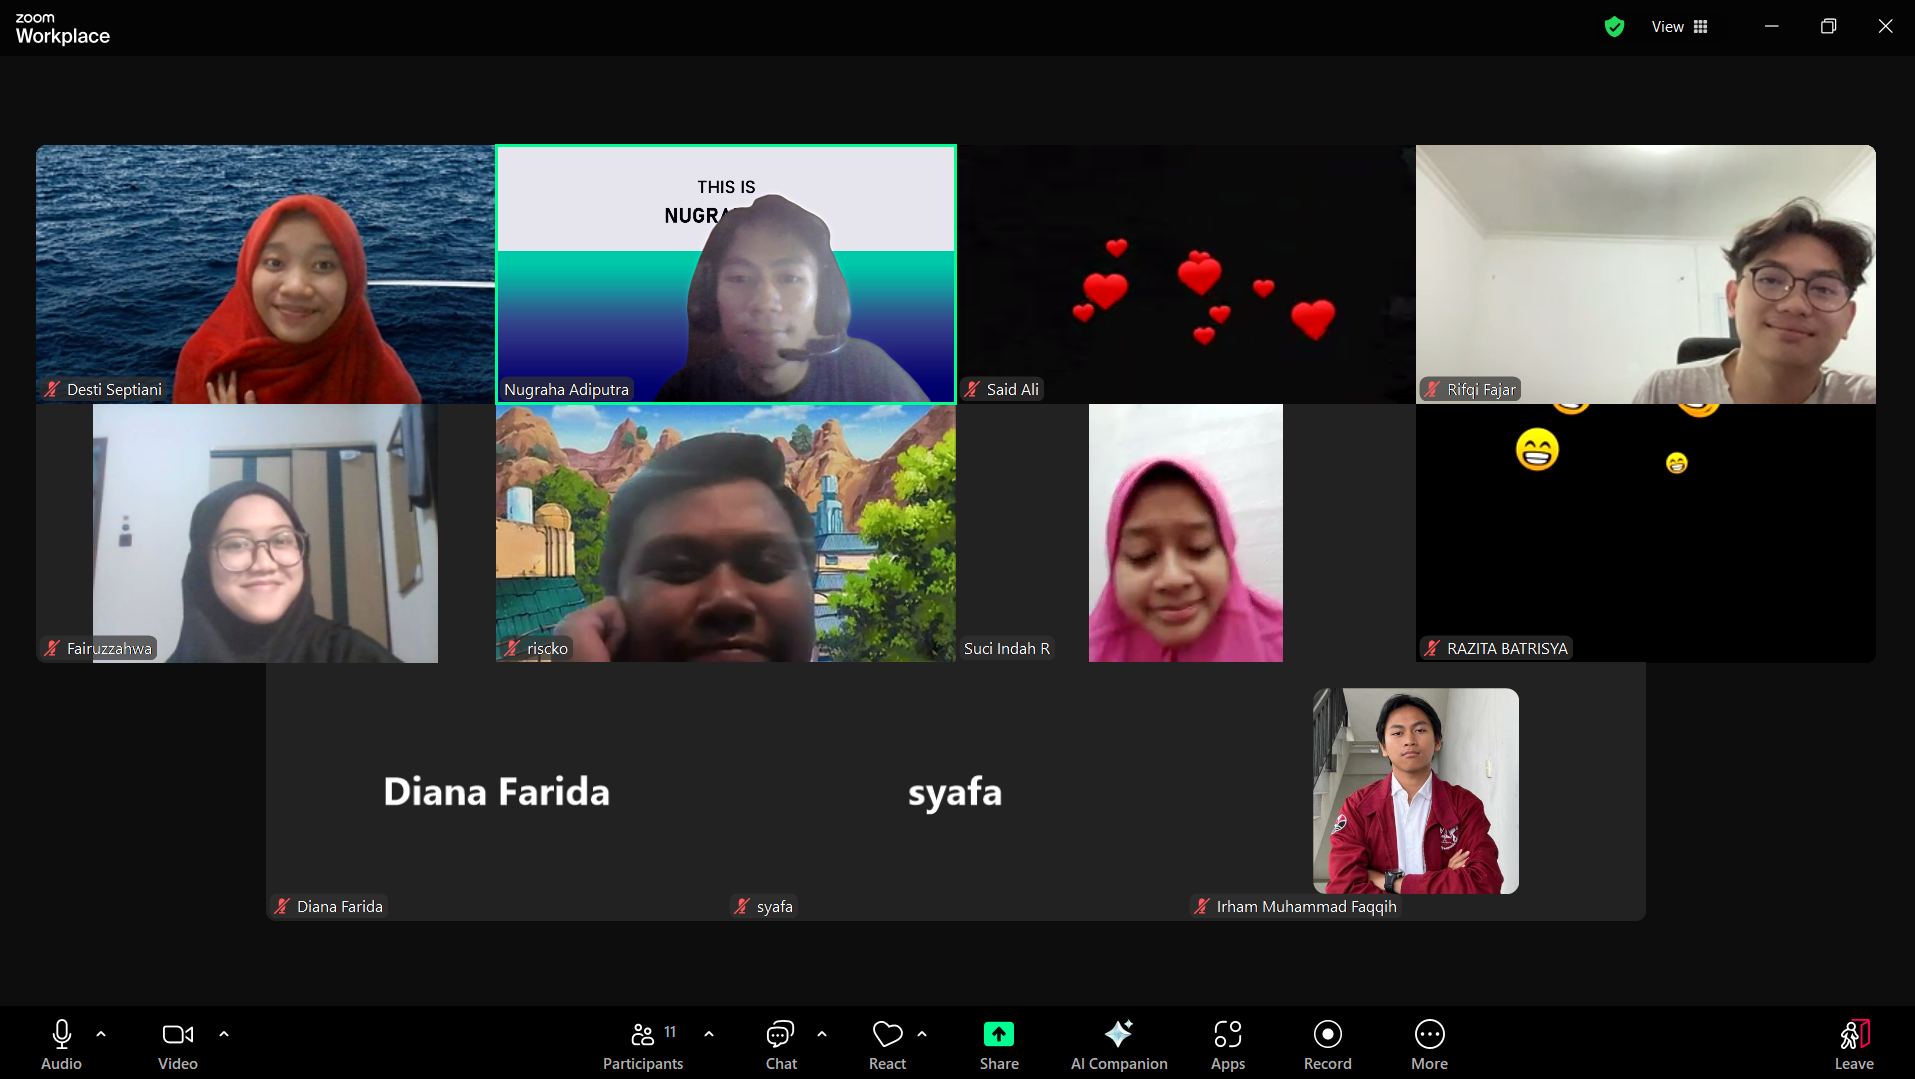 zoom
Workplace
View
THIS IS
NUGRA
Desti Septiani
Nugraha Adiputra
Said Ali
Rifqi Fajar
Fairuzzahwa
riscko
Suci Indah R
RAZITA BATRISYA
Diana Farida
syafa
Diana Farida
syafa
Irham Muhammad Faqqih
11
Audio
Video
Participants
Chat
React
Share
AI Companion
Apps
Record
More
Leave